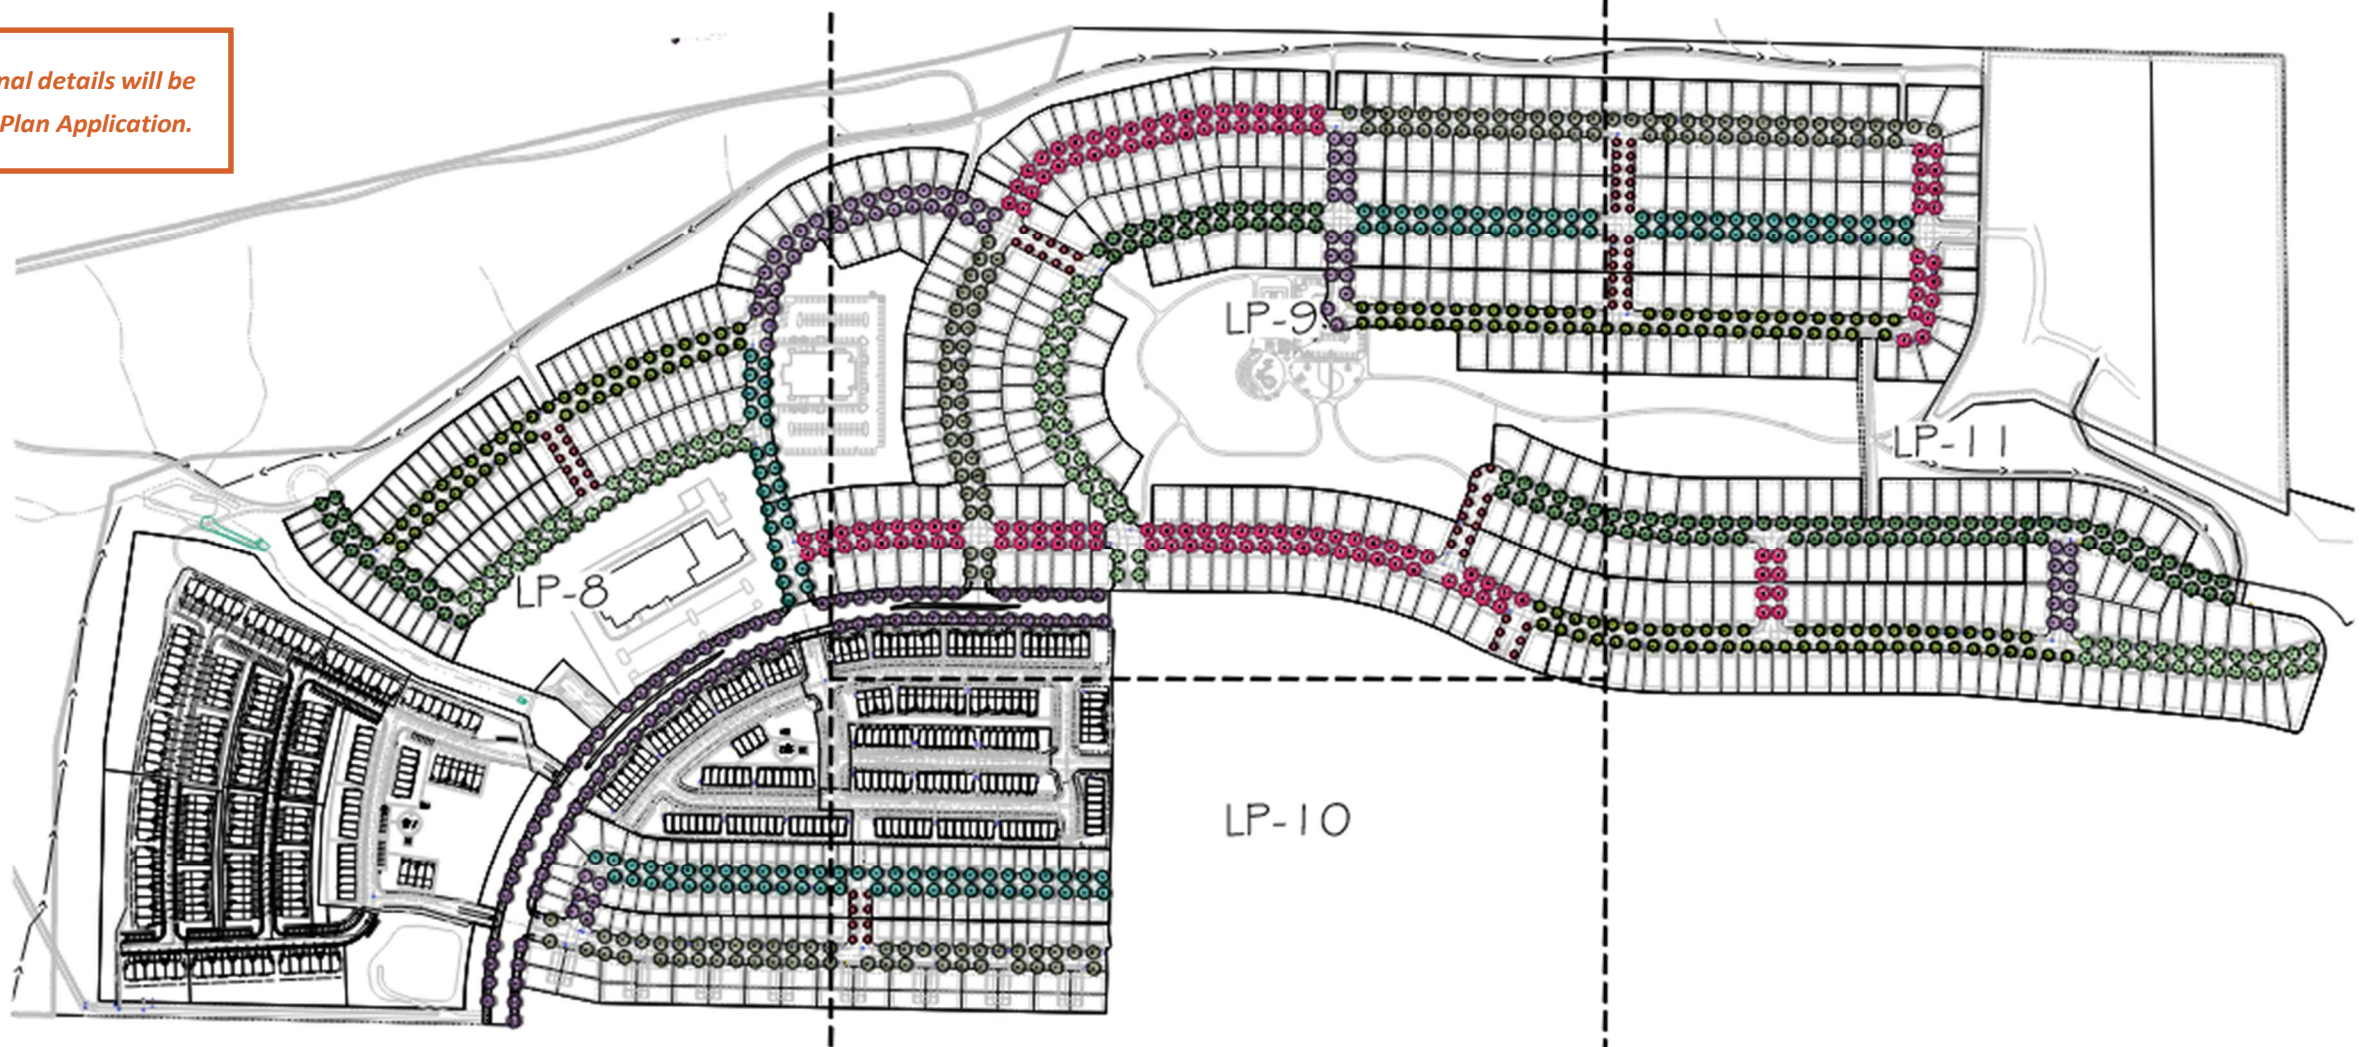 nal details will be
Plan Application.
LP-9
LP-11
LP-8
LP-10